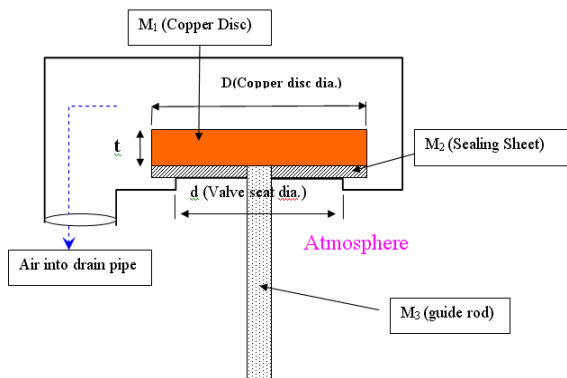 M₁ (Copper Disc)
D(Copper disc dia.)
t
M₂ (Sealing Sheet)
d (Valve seat dia.)
Atmosphere
Air into drain pipe
M₃ (guide rod)